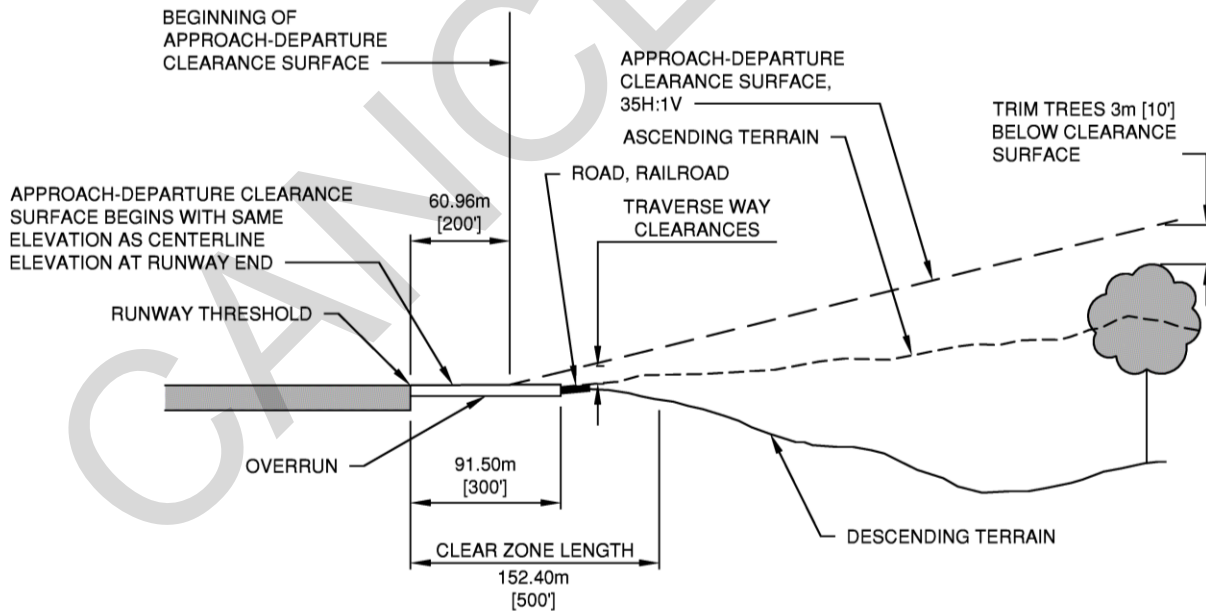 BEGINNING OF
APPROACH-DEPARTURE
CLEARANCE SURFACE
APPROACH-DEPARTURE
CLEARANCE SURFACE,
35H:1V
ASCENDING TERRAIN
TRIM TREES 3m [10']
BELOW CLEARANCE
SURFACE
ROAD, RAILROAD
TRAVERSE WAY
CLEARANCES
APPROACH-DEPARTURE CLEARANCE
SURFACE BEGINS WITH SAME
ELEVATION AS CENTERLINE
ELEVATION AT RUNWAY END
60.96m
[200']
RUNWAY THRESHOLD
OVERRUN
91.50m
[300']
CLEAR ZONE LENGTH
152.40m
[500']
DESCENDING TERRAIN
CANCE